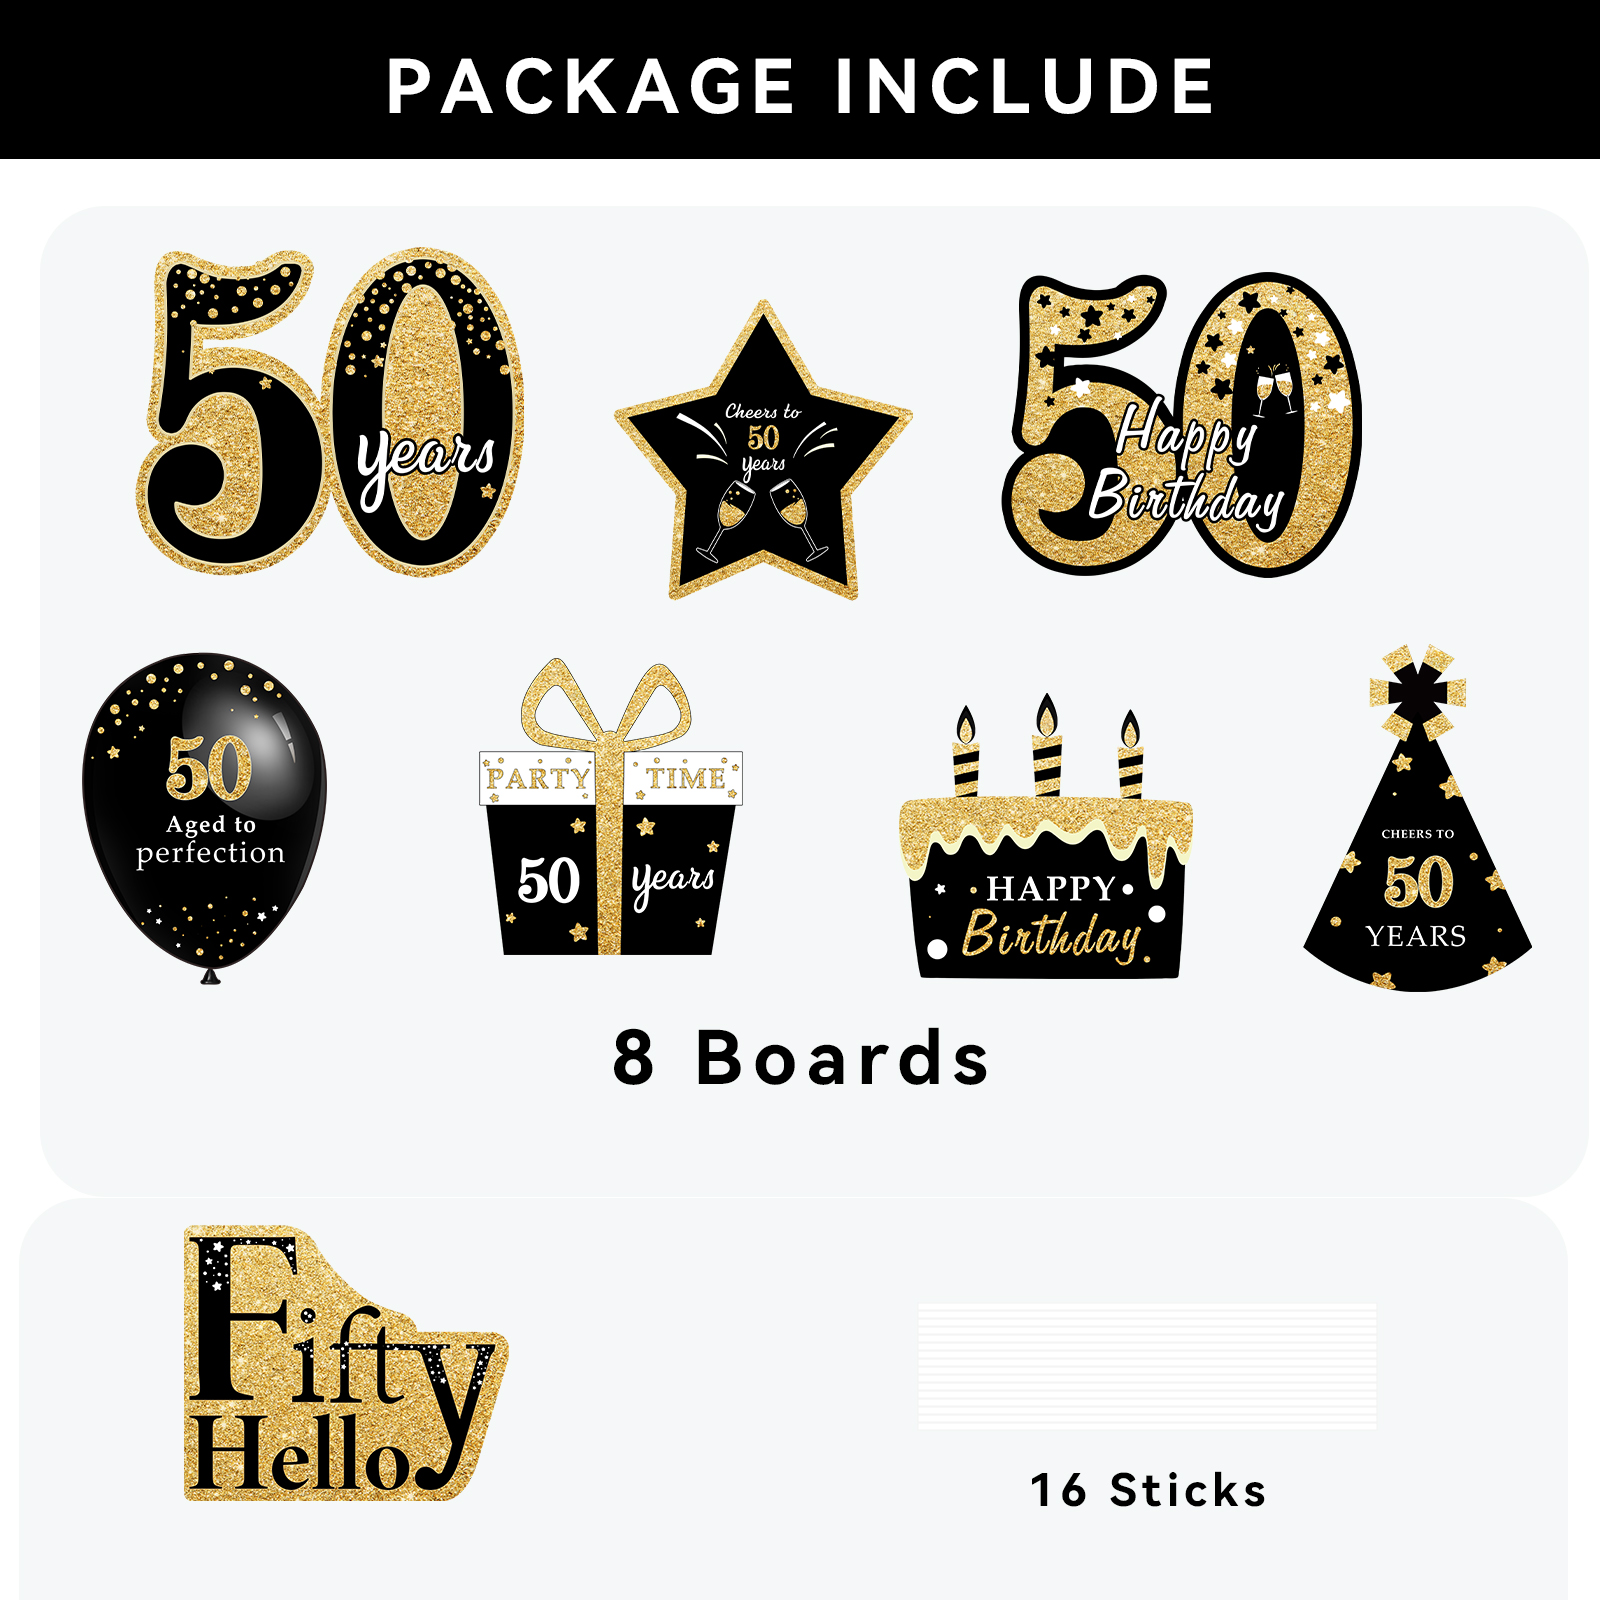 PACKAGE INCLUDE
50
years
Cheers to
50
years
50
Happy
Birthday
50
Aged to
perfection
PARTY TIME
50 years
HAPPY
Birthday
CHEERS TO
50
YEARS
8 Boards
Fifty
Hello
16 Sticks